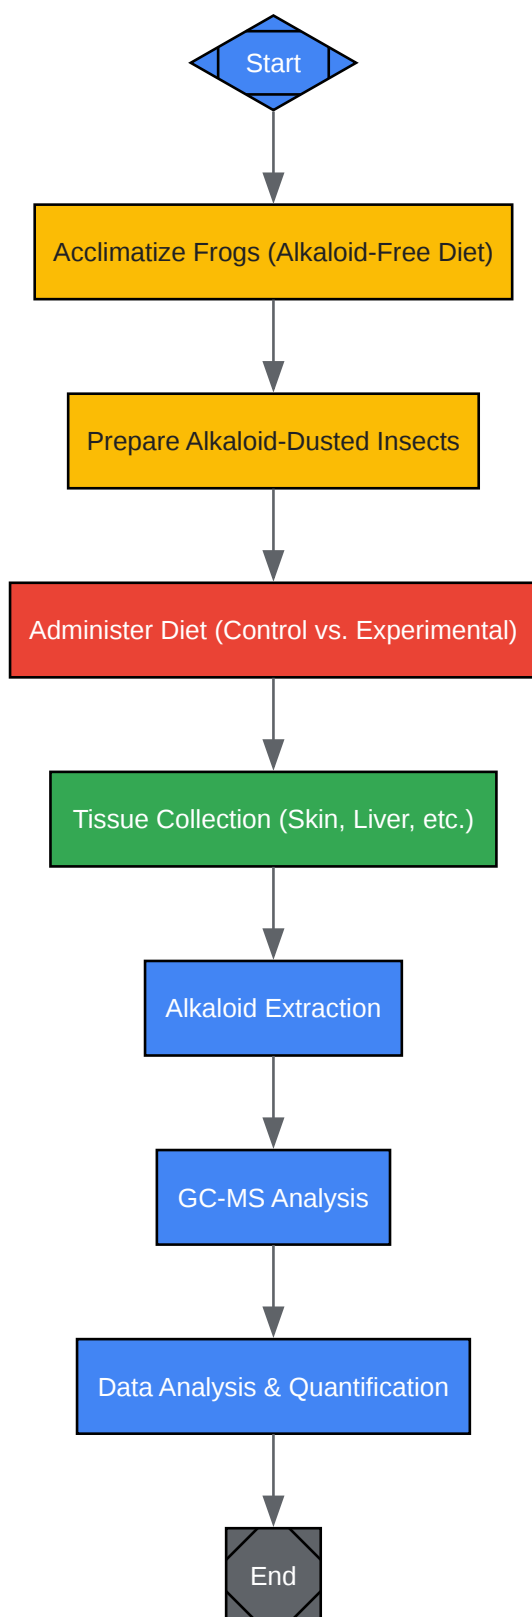 Start
Acclimatize Frogs (Alkaloid-Free Diet)
Prepare Alkaloid-Dusted Insects
Administer Diet (Control vs. Experimental)
Tissue Collection (Skin, Liver, etc.)
Alkaloid Extraction
GC-MS Analysis
Data Analysis & Quantification
End